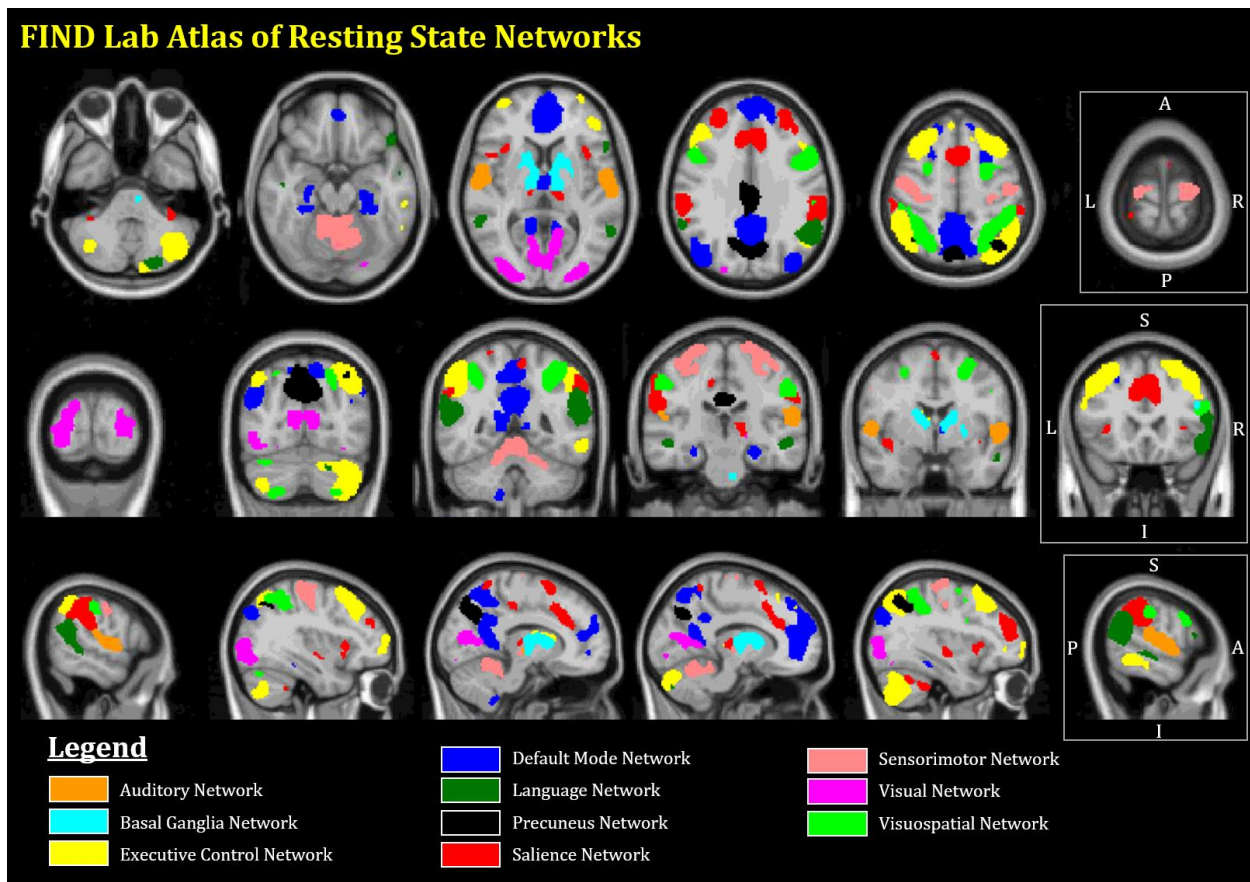 FIND Lab Atlas of Resting State Networks
A
L
R
P
S
L
R
I
S
P
A
I
Legend
Auditory Network
Basal Ganglia Network
Executive Control Network
Default Mode Network
Language Network
Precuneus Network
Salience Network
Sensorimotor Network
Visual Network
Visuospatial Network